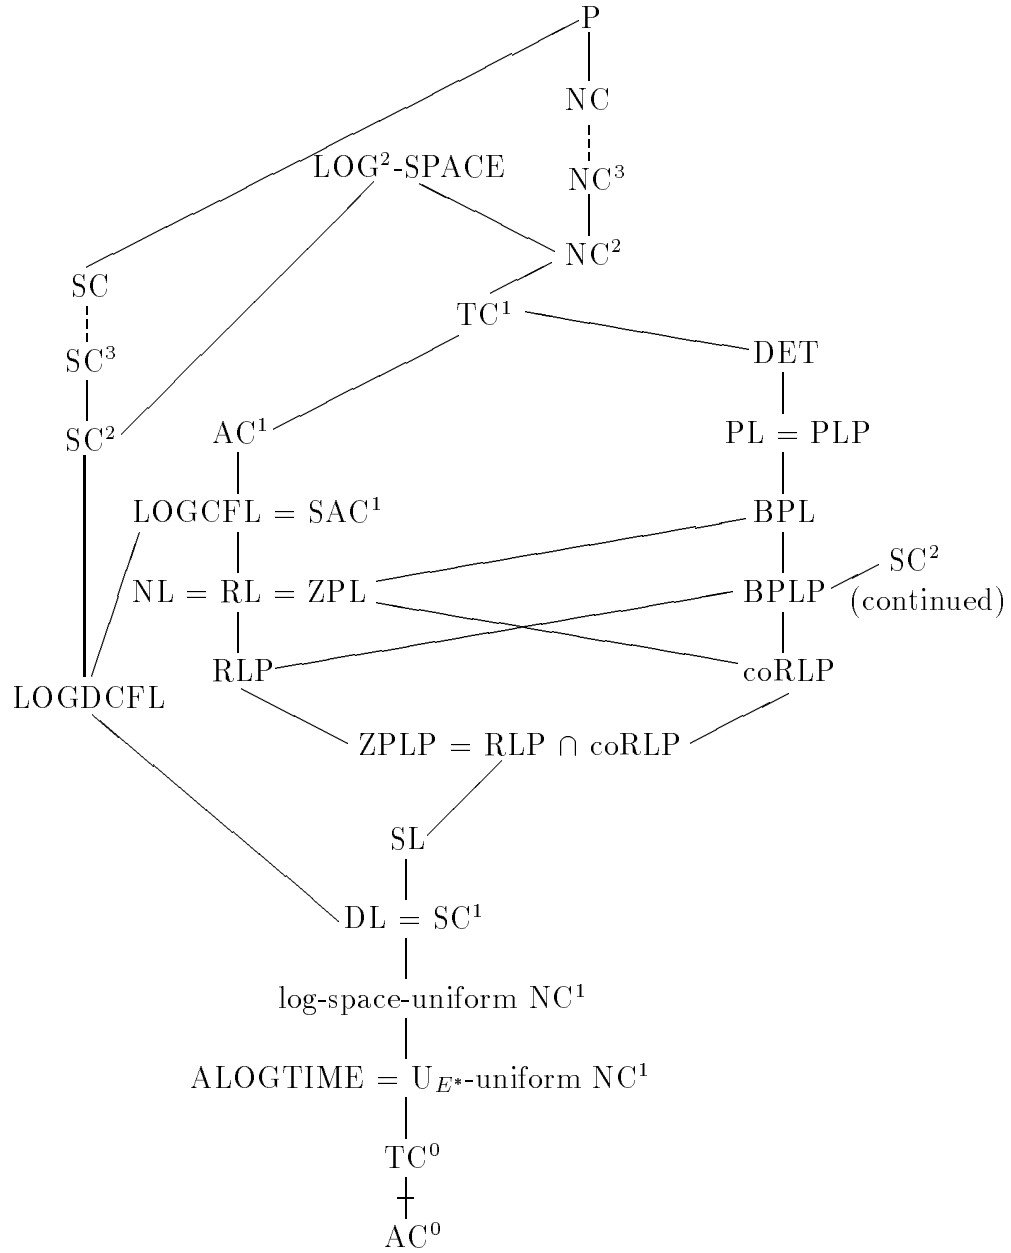 P
NC
LOG²-SPACE
NC³
NC²
SC
TC¹
DET
SC³
AC¹
PL = PLP
SC²
LOGCFL = SAC¹
BPL
SC²
(continued)
NL = RL = ZPL
BPLP
RLP
coRLP
LOGDCFL
ZPLP = RLP ∩ coRLP
SL
DL = SC¹
log-space-uniform NC¹
ALOGTIME = U_{E*}-uniform NC¹
TC⁰
AC⁰